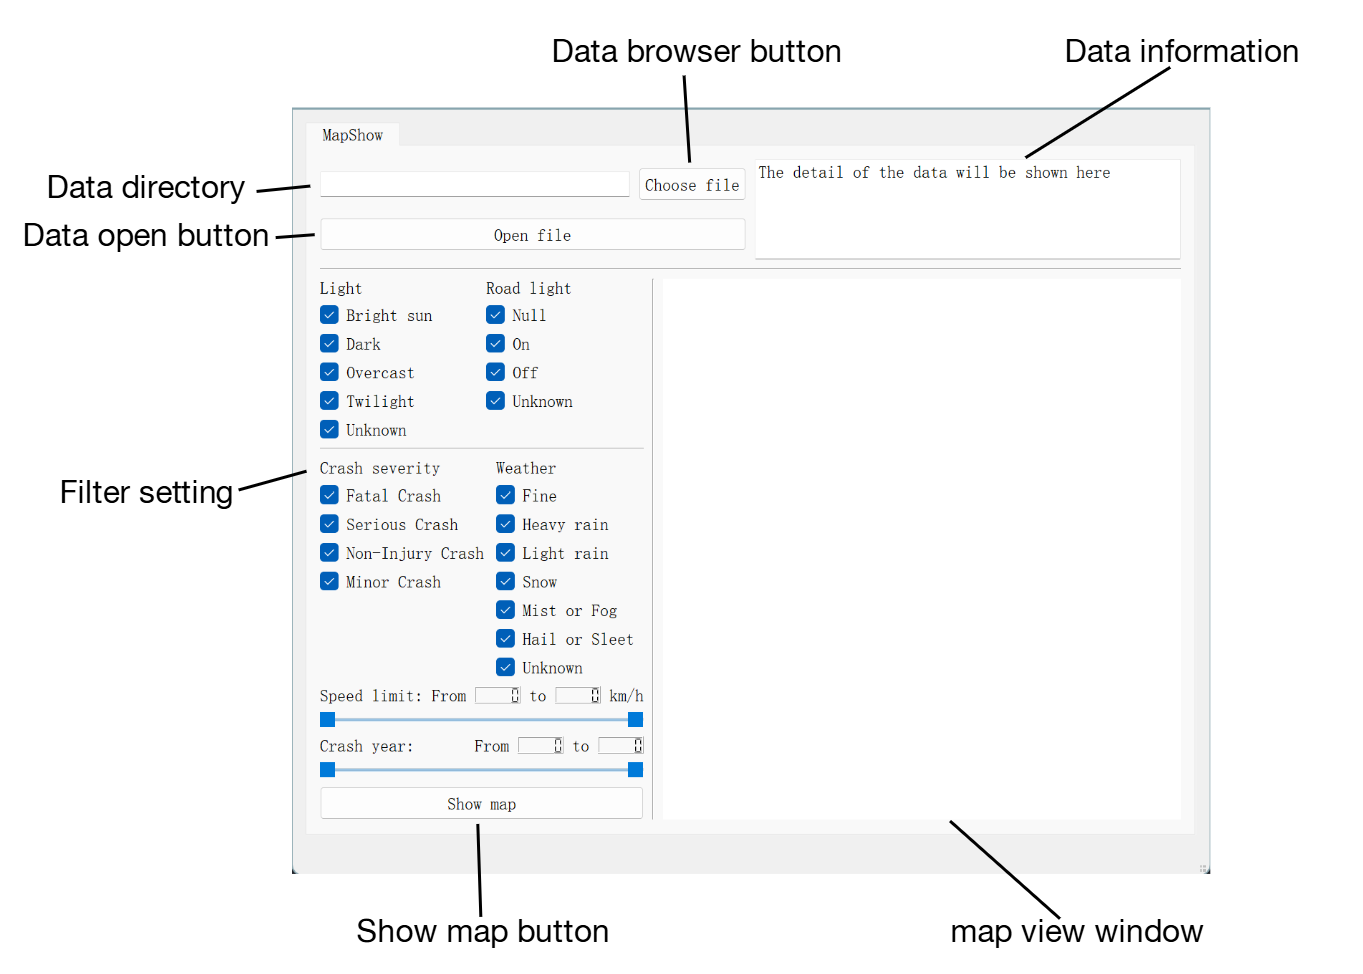 Data browser button
Data information
MapShow
Data directory
Choose file
The detail of the data will be shown here
Data open button
Open file
Light
Road light
Bright sun
Null
Dark
On
Overcast
Off
Twilight
Unknown
Unknown
Filter setting
Crash severity
Weather
Fatal Crash
Fine
Serious Crash
Heavy rain
Non-Injury Crash
Light rain
Minor Crash
Snow
Mist or Fog
Hail or Sleet
Unknown
Speed limit: From 0 to 0 km/h
Crash year: From 0 to 0
Show map
Show map button
map view window